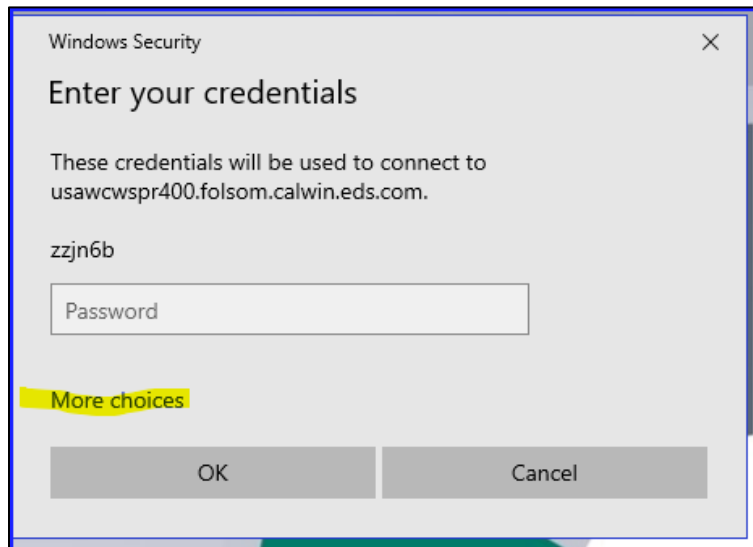 Windows Security
Enter your credentials
These credentials will be used to connect to
usawcwspr400.folsom.calwin.eds.com.
zzjn6b
Password
More choices
OK Cancel